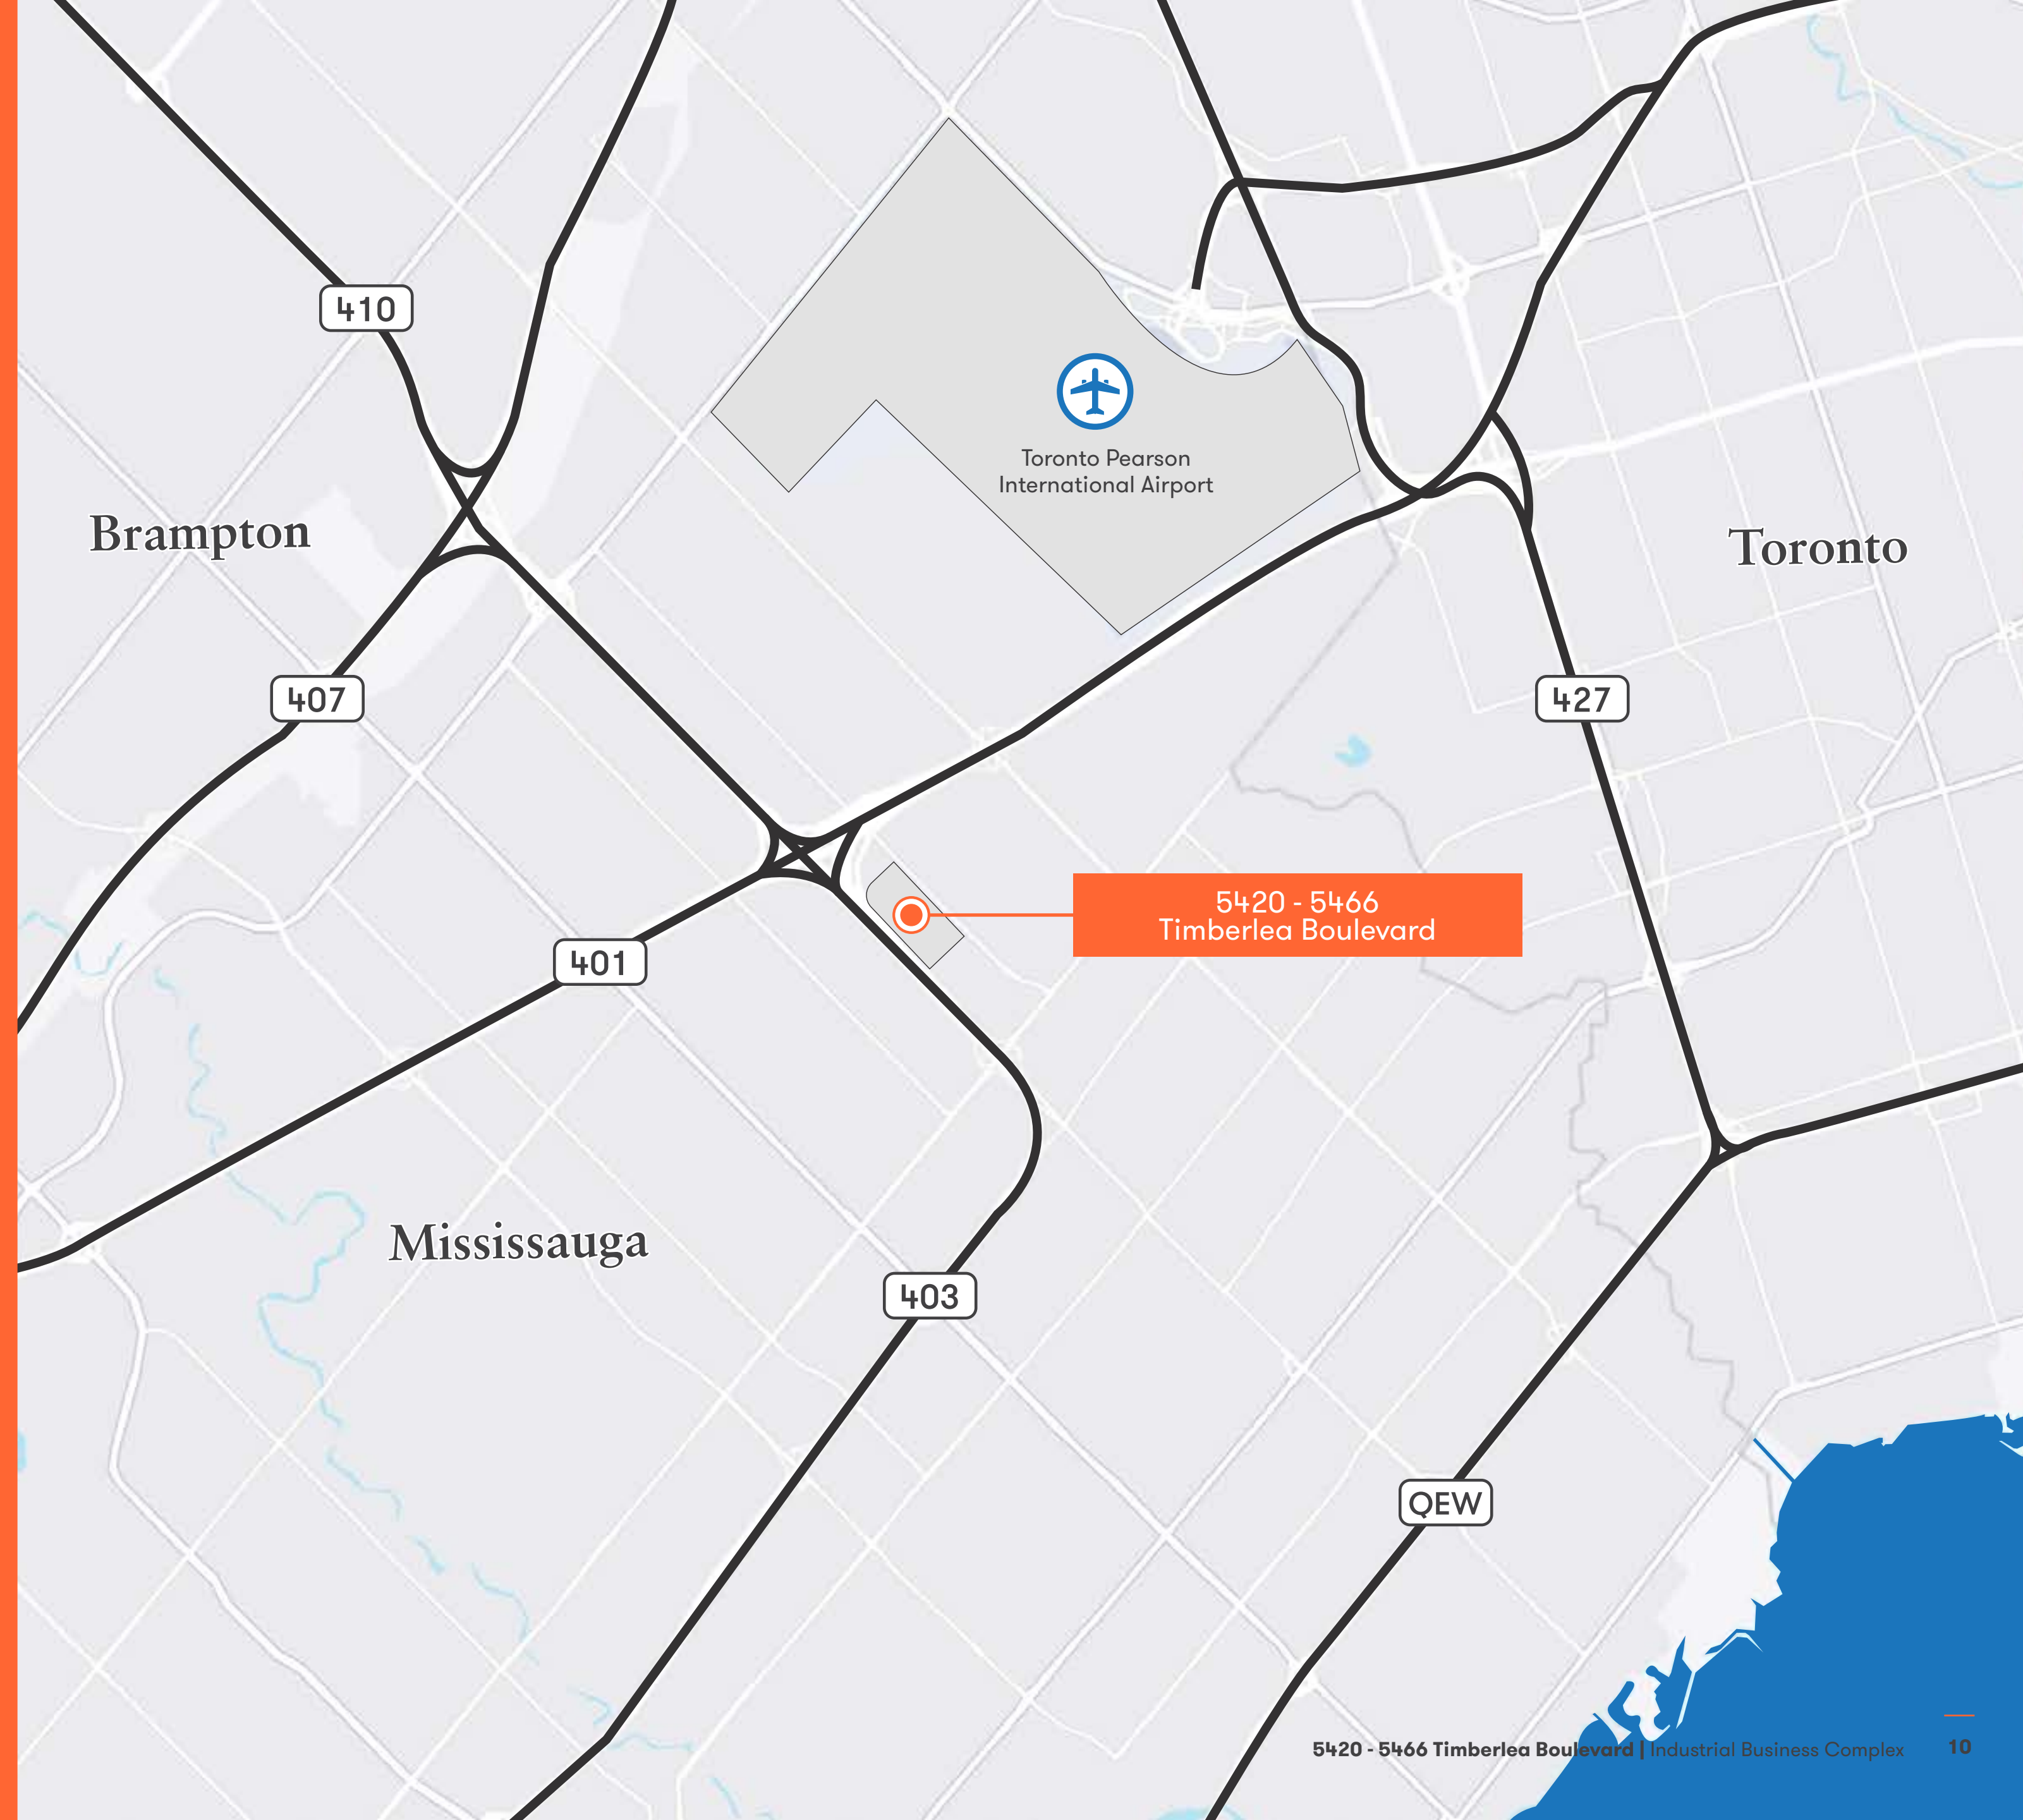 410
Toronto Pearson
International Airport
Brampton
Toronto
407
427
5420 - 5466
Timberlea Boulevard
401
Mississauga
403
QEW
5420 - 5466 Timberlea Boulevard | Industrial Business Complex 10